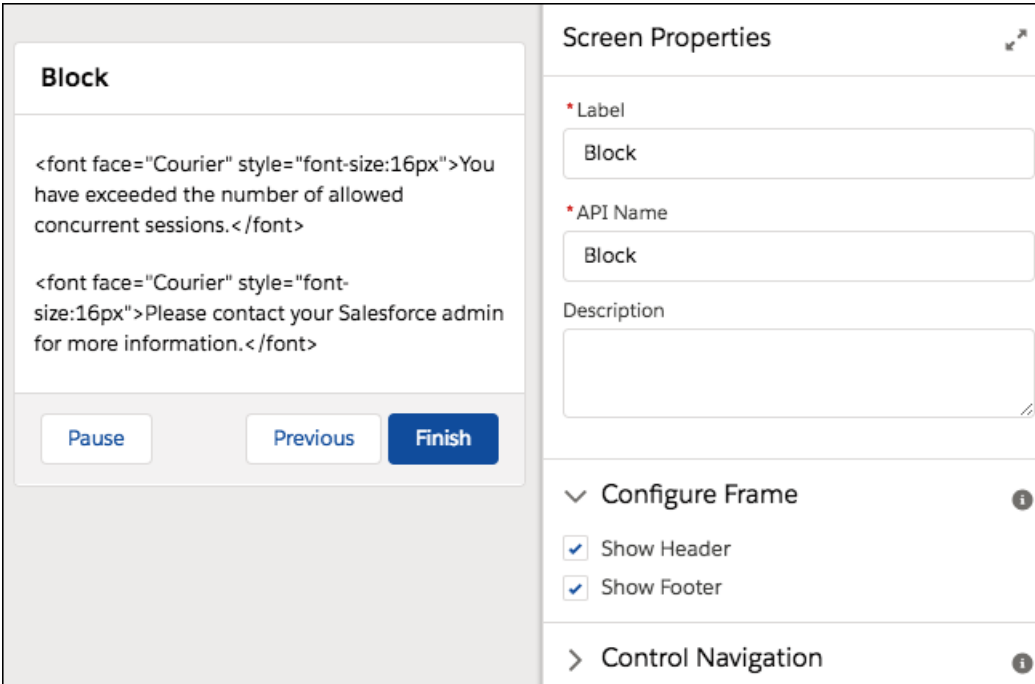 Block
<font face="Courier" style="font-size:16px">You
have exceeded the number of allowed
concurrent sessions.</font>
<font face="Courier" style="font-
size:16px">Please contact your Salesforce admin
for more information.</font>
Pause
Previous
Finish
Screen Properties
*Label
Block
*API Name
Block
Description
Configure Frame
Show Header
Show Footer
Control Navigation